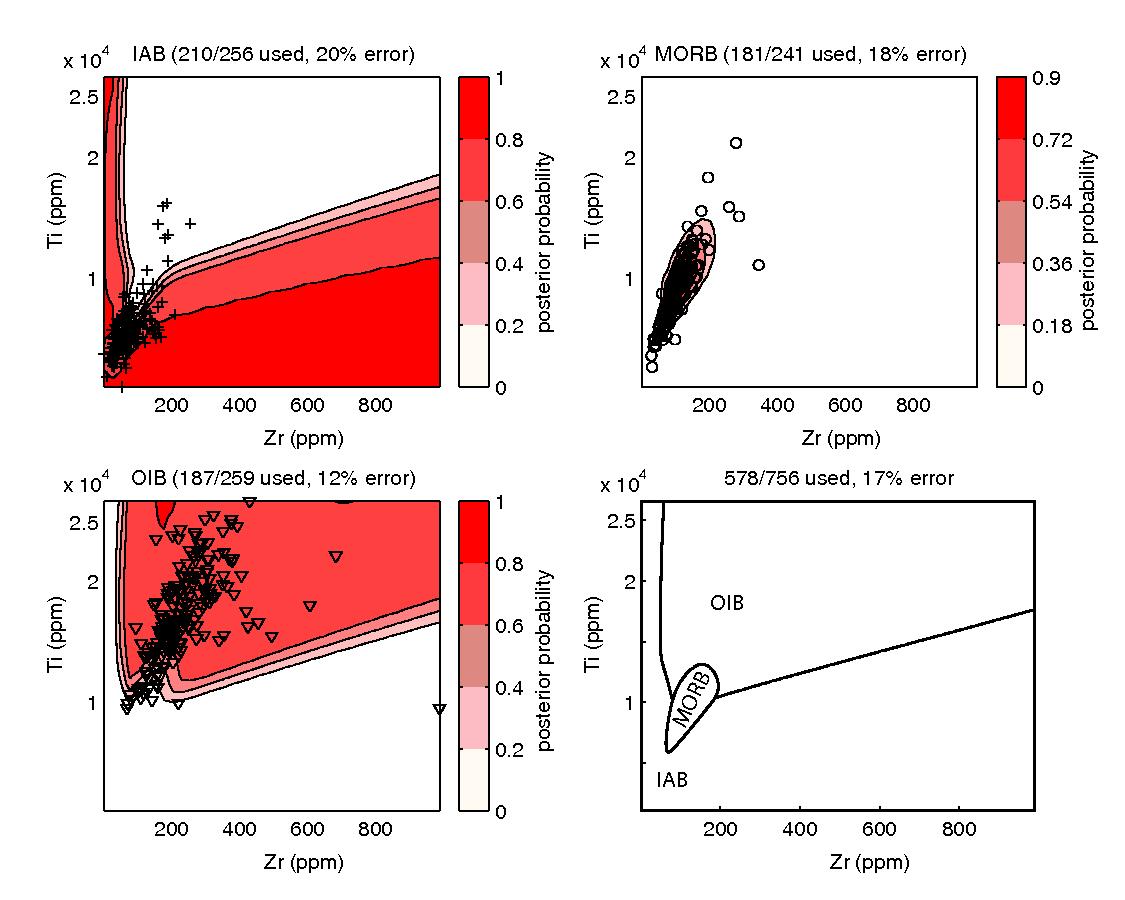 x 10^4 IAB (210/256 used, 20% error)
2.5
2
1
Ti (ppm)
200 400 600 800
Zr (ppm)
1
0.8
0.6
0.4
0.2
0
posterior probability
x 10^4 MORB (181/241 used, 18% error)
2.5
2
1
Ti (ppm)
200 400 600 800
Zr (ppm)
0.9
0.72
0.54
0.36
0.18
0
posterior probability
x 10^4 OIB (187/259 used, 12% error)
2.5
2
1
Ti (ppm)
200 400 600 800
Zr (ppm)
1
0.8
0.6
0.4
0.2
0
posterior probability
x 10^4 578/756 used, 17% error
2.5
2
1
Ti (ppm)
OIB
MORB
IAB
200 400 600 800
Zr (ppm)